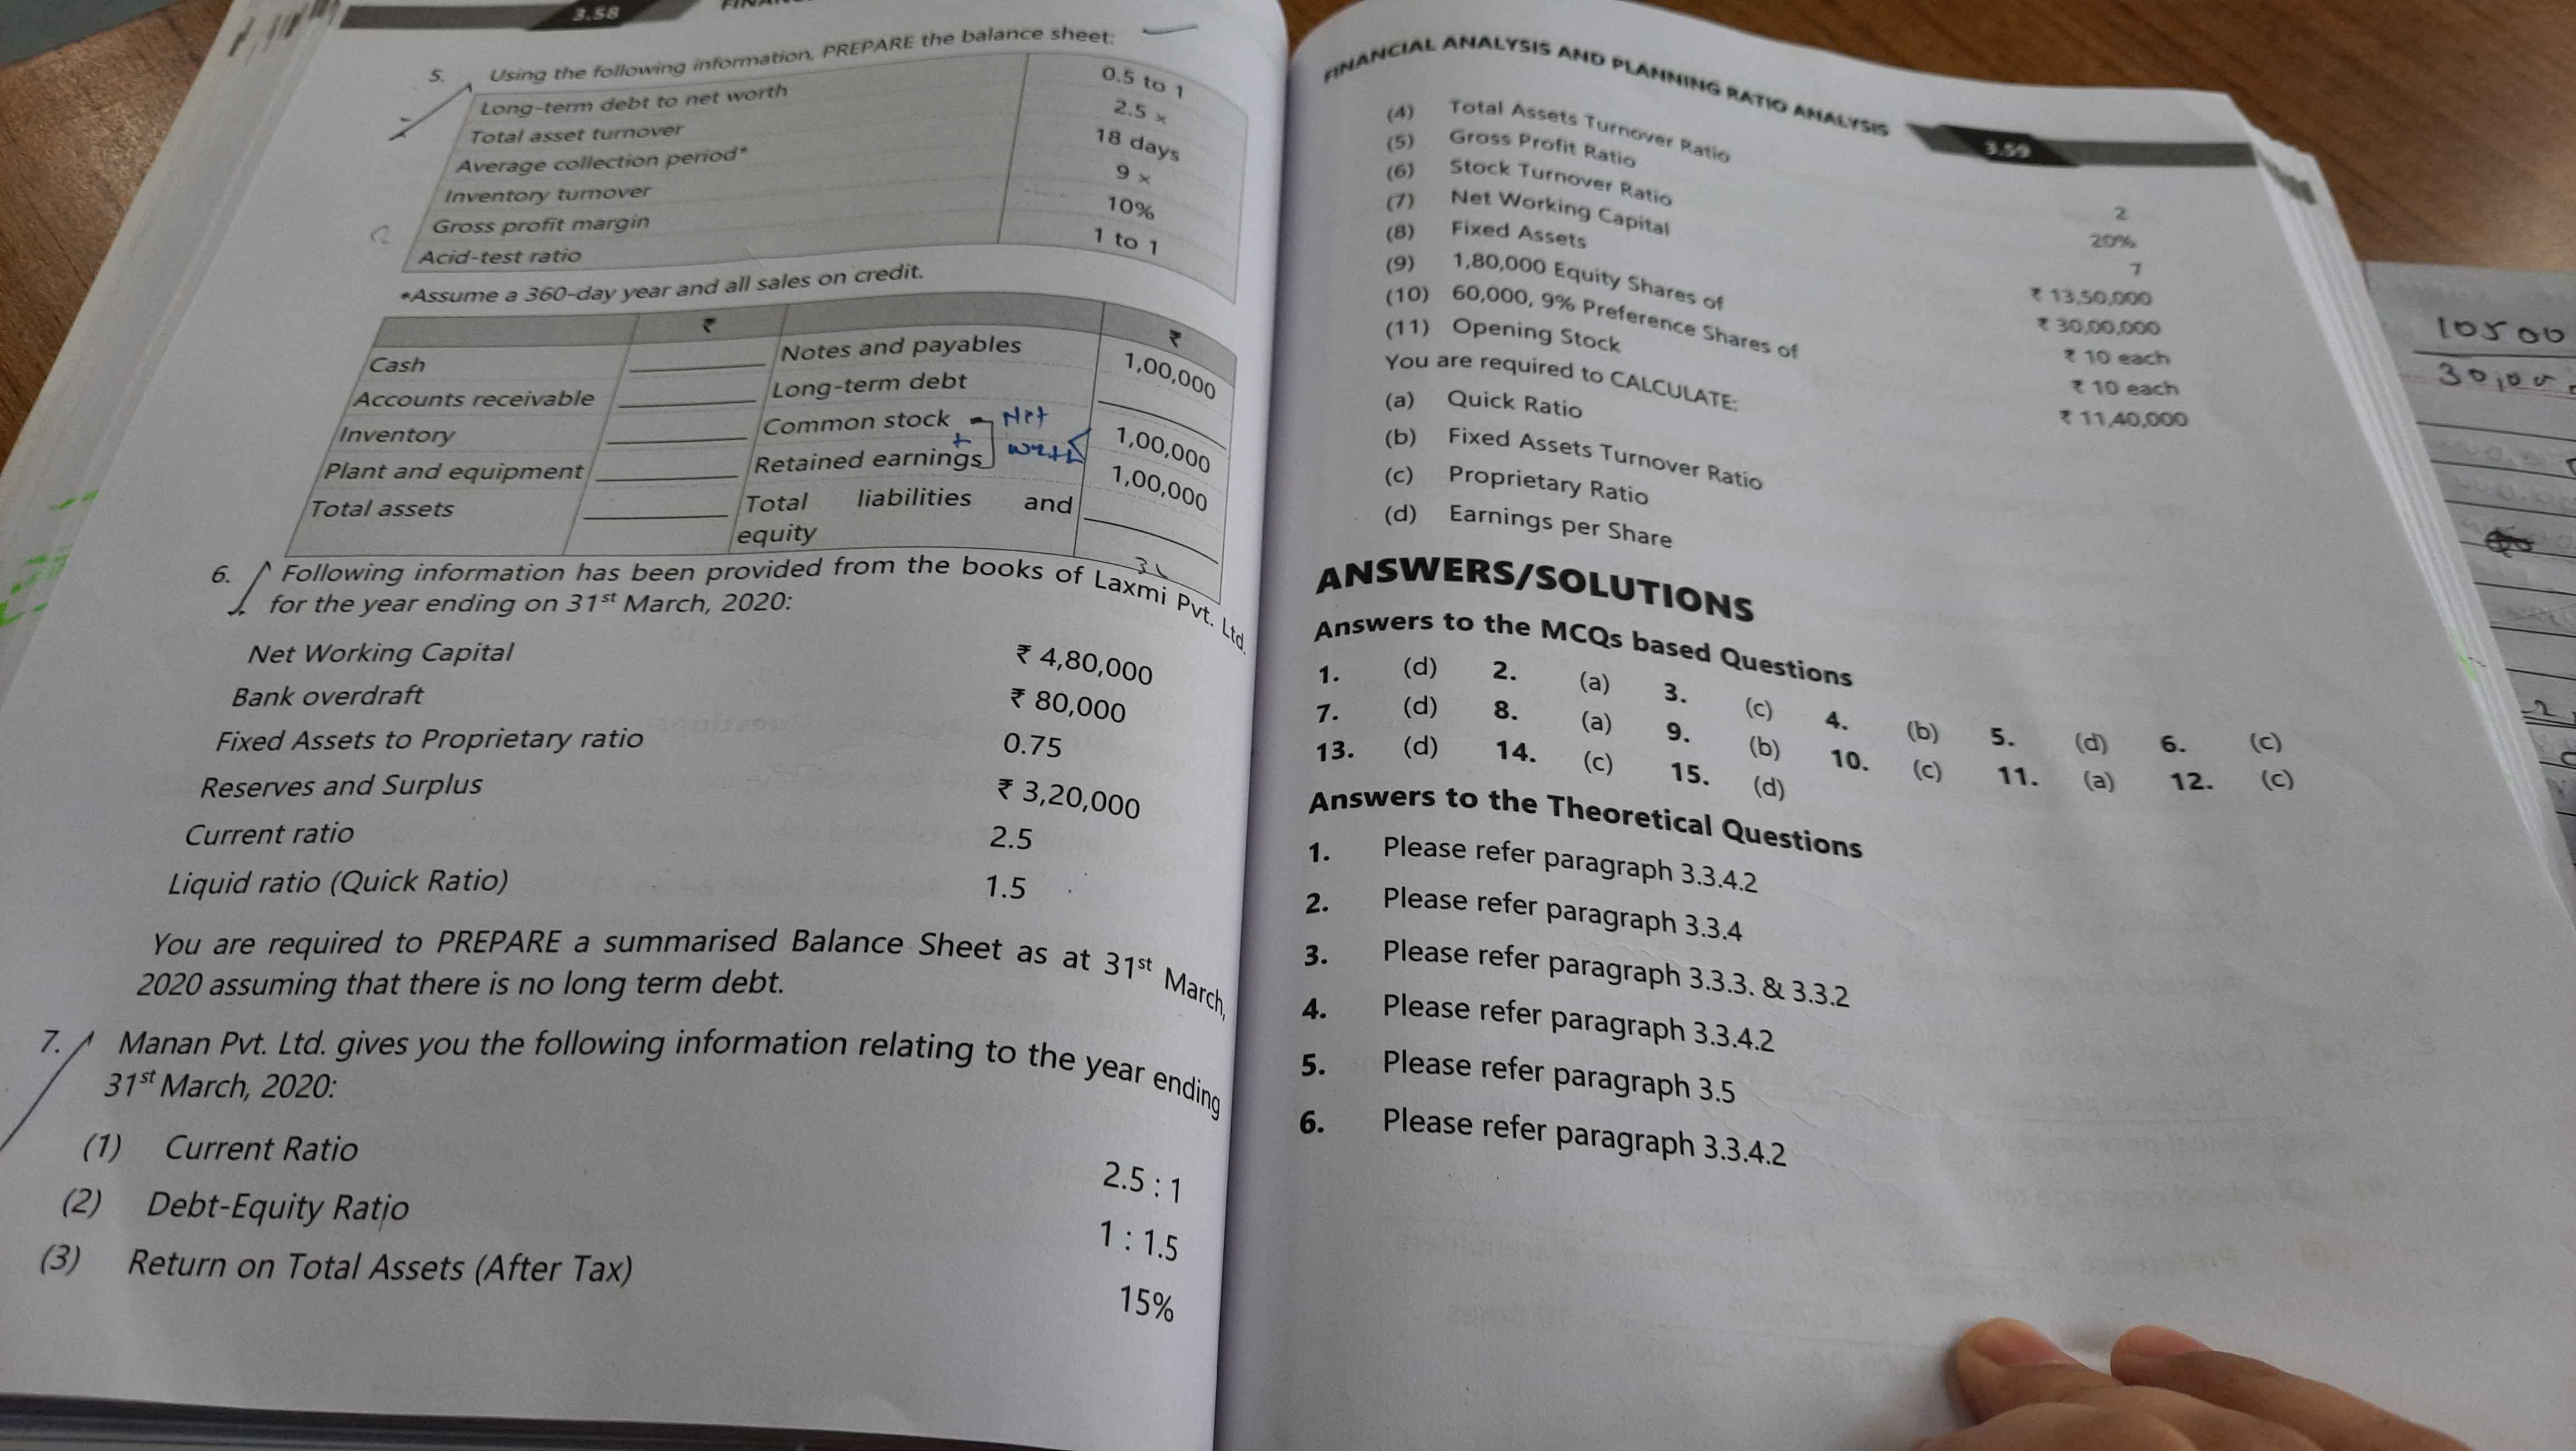 3.58
5. Using the following information, PREPARE the balance sheet:
Long-term debt to net worth 0.5 to 1
Total asset turnover 2.5 ×
Average collection period* 18 days
Inventory turnover 9 ×
Gross profit margin 10%
Acid-test ratio 1 to 1
*Assume a 360-day year and all sales on credit.
₹ ₹
Cash Notes and payables 1,00,000
Accounts receivable Long-term debt
Inventory Common stock Net 1,00,000
+ worth
Plant and equipment Retained earnings 1,00,000
Total assets Total liabilities and
equity
3L
6. Following information has been provided from the books of Laxmi Pvt. Ltd.
for the year ending on 31st March, 2020:
Net Working Capital ₹ 4,80,000
Bank overdraft ₹ 80,000
Fixed Assets to Proprietary ratio 0.75
Reserves and Surplus ₹ 3,20,000
Current ratio 2.5
Liquid ratio (Quick Ratio) 1.5
You are required to PREPARE a summarised Balance Sheet as at 31st March,
2020 assuming that there is no long term debt.
7. Manan Pvt. Ltd. gives you the following information relating to the year ending
31st March, 2020:
(1) Current Ratio 2.5 : 1
(2) Debt-Equity Ratio 1 : 1.5
(3) Return on Total Assets (After Tax) 15%
FINANCIAL ANALYSIS AND PLANNING RATIO ANALYSIS 3.59
(4) Total Assets Turnover Ratio 2
(5) Gross Profit Ratio 20%
(6) Stock Turnover Ratio 7
(7) Net Working Capital ₹ 13,50,000
(8) Fixed Assets ₹ 30,00,000
(9) 1,80,000 Equity Shares of ₹ 10 each
(10) 60,000, 9% Preference Shares of ₹ 10 each
(11) Opening Stock ₹ 11,40,000
You are required to CALCULATE:
(a) Quick Ratio
(b) Fixed Assets Turnover Ratio
(c) Proprietary Ratio
(d) Earnings per Share
ANSWERS/SOLUTIONS
Answers to the MCQs based Questions
1. (d) 2. (a) 3. (c) 4. (b) 5. (d) 6. (c)
7. (d) 8. (a) 9. (b) 10. (c) 11. (a) 12. (c)
13. (d) 14. (c) 15. (d)
Answers to the Theoretical Questions
1. Please refer paragraph 3.3.4.2
2. Please refer paragraph 3.3.4
3. Please refer paragraph 3.3.3. & 3.3.2
4. Please refer paragraph 3.3.4.2
5. Please refer paragraph 3.5
6. Please refer paragraph 3.3.4.2
10500